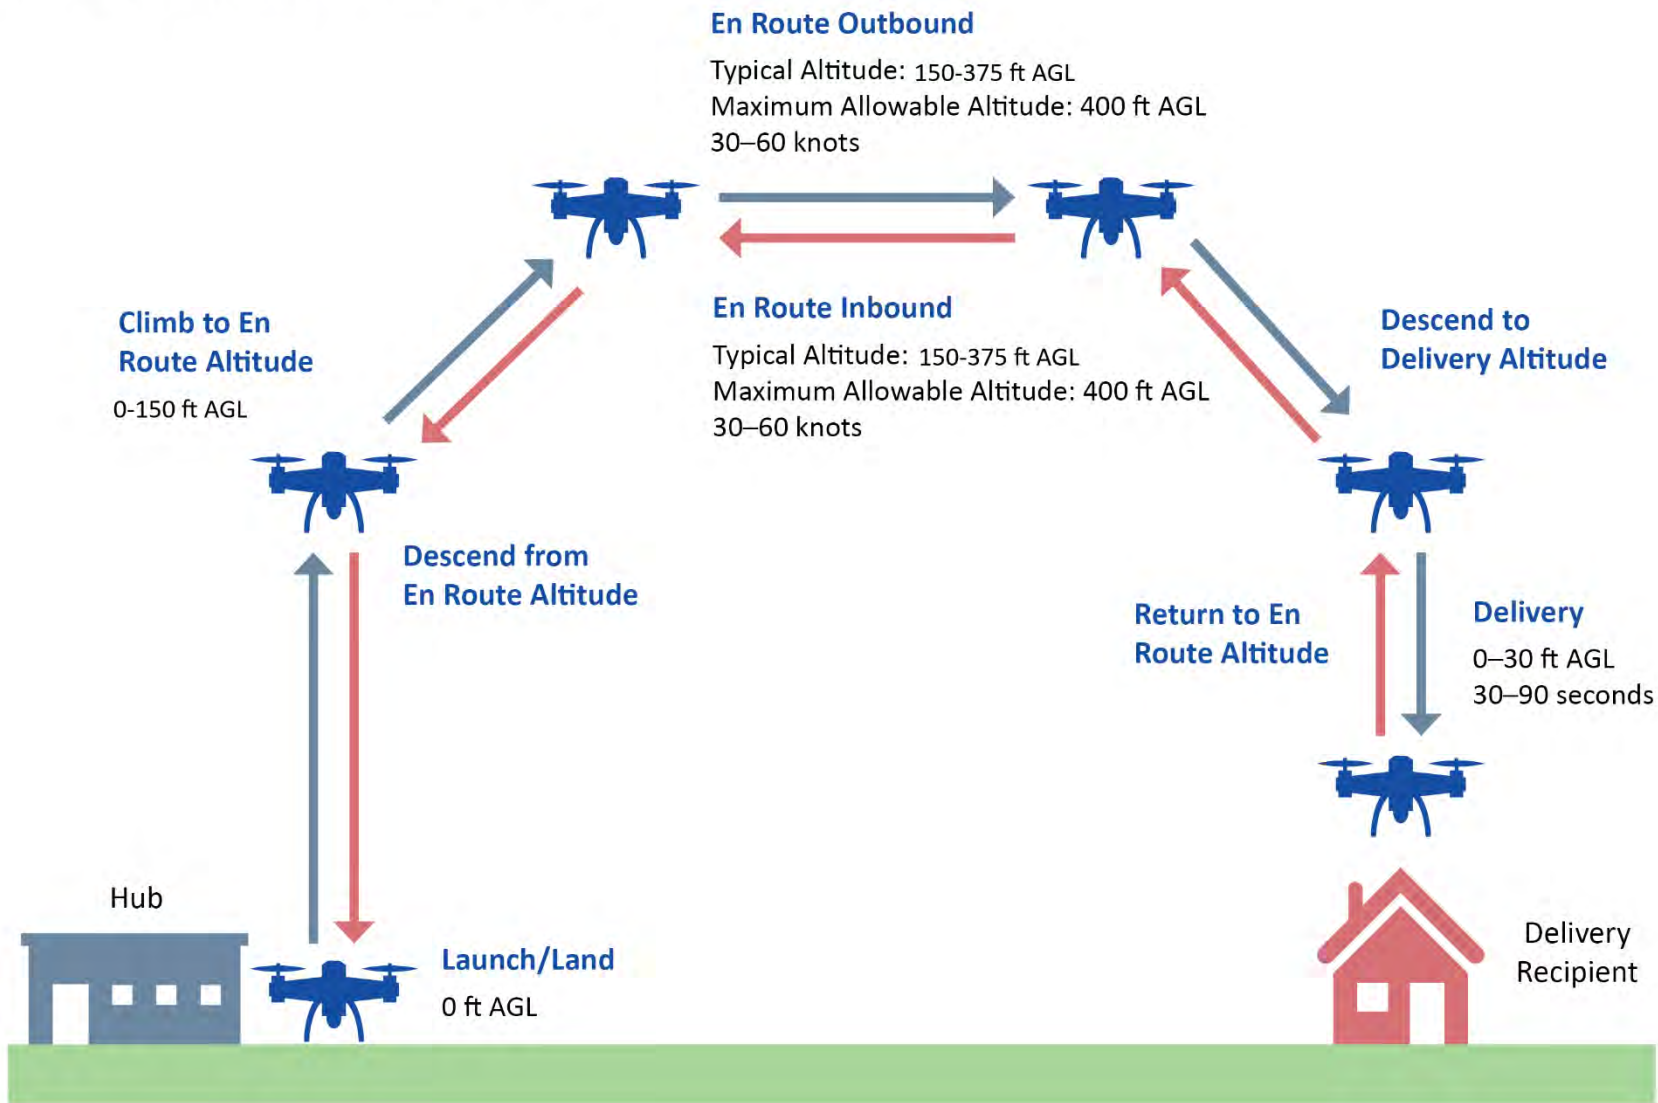 En Route Outbound
Typical Altitude: 150-375 ft AGL
Maximum Allowable Altitude: 400 ft AGL
30–60 knots
En Route Inbound
Typical Altitude: 150-375 ft AGL
Maximum Allowable Altitude: 400 ft AGL
30–60 knots
Climb to En
Route Altitude
0-150 ft AGL
Descend to
Delivery Altitude
Descend from
En Route Altitude
Return to En
Route Altitude
Delivery
0–30 ft AGL
30–90 seconds
Hub
Launch/Land
0 ft AGL
Delivery
Recipient